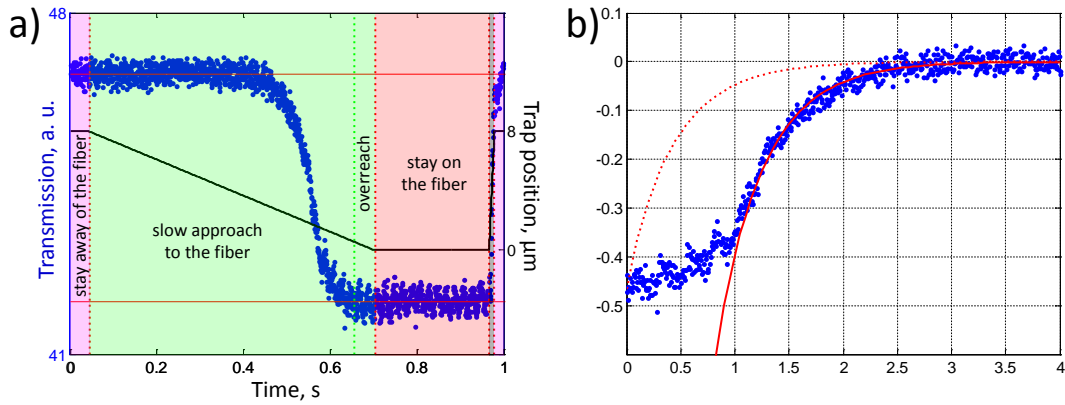 a)
48
41
Transmission, a. u.
stay away of the fiber
slow approach
to the fiber
overreach
stay on
the fiber
8
0
Trap position, μm
0
0.2
0.4
0.6
0.8
1
Time, s
b)
0.1
0
-0.1
-0.2
-0.3
-0.4
-0.5
0
0.5
1
1.5
2
2.5
3
3.5
4